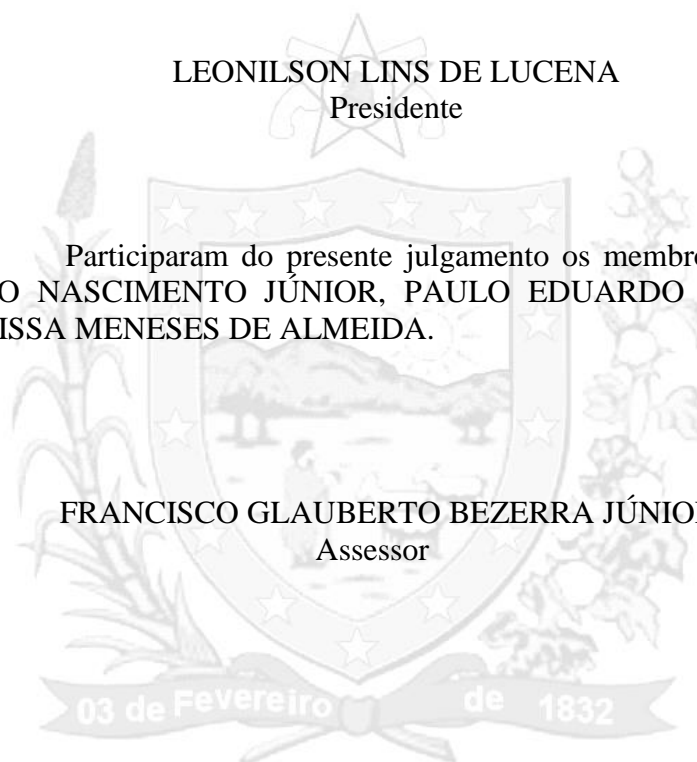 LEONILSON LINS DE LUCENA
Presidente
Participaram do presente julgamento os membr
O NASCIMENTO JÚNIOR, PAULO EDUARDO
ISSA MENESES DE ALMEIDA.
FRANCISCO GLAUBERTO BEZERRA JÚNIO
Assessor
03 de Fevereiro de 1832